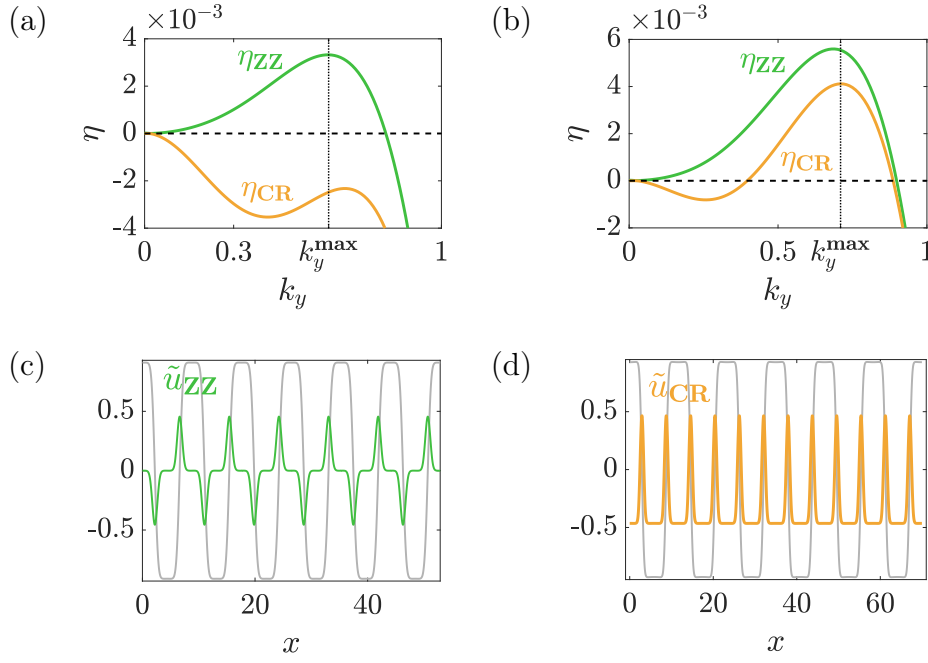 (a)
×10⁻³
4
2
0
-2
-4
η
η_ZZ
η_CR
0
0.3
k_y^max
1
k_y
(b)
×10⁻³
6
4
2
0
-2
η
η_ZZ
η_CR
0
0.5
k_y^max
1
k_y
(c)
ũ_ZZ
0.5
0
-0.5
0
20
40
x
(d)
ũ_CR
0.5
0
-0.5
0
20
40
60
x